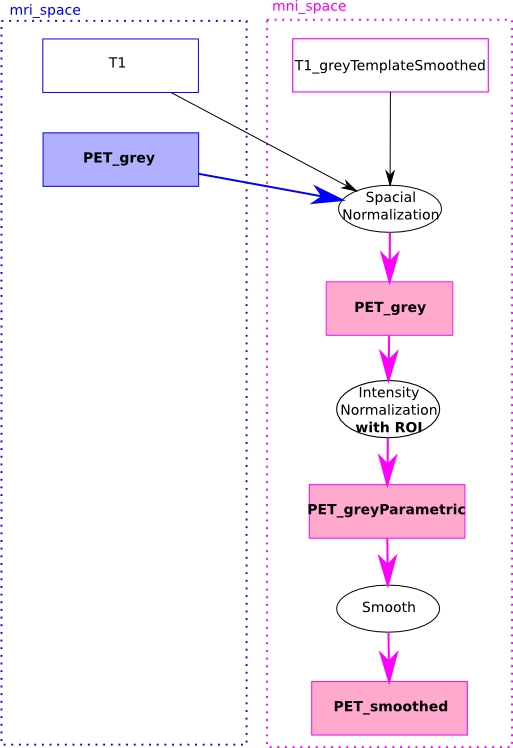 mri_space
mni_space
T1
T1_greyTemplateSmoothed
PET_grey
Spacial
Normalization
PET_grey
Intensity
Normalization
with ROI
PET_greyParametric
Smooth
PET_smoothed